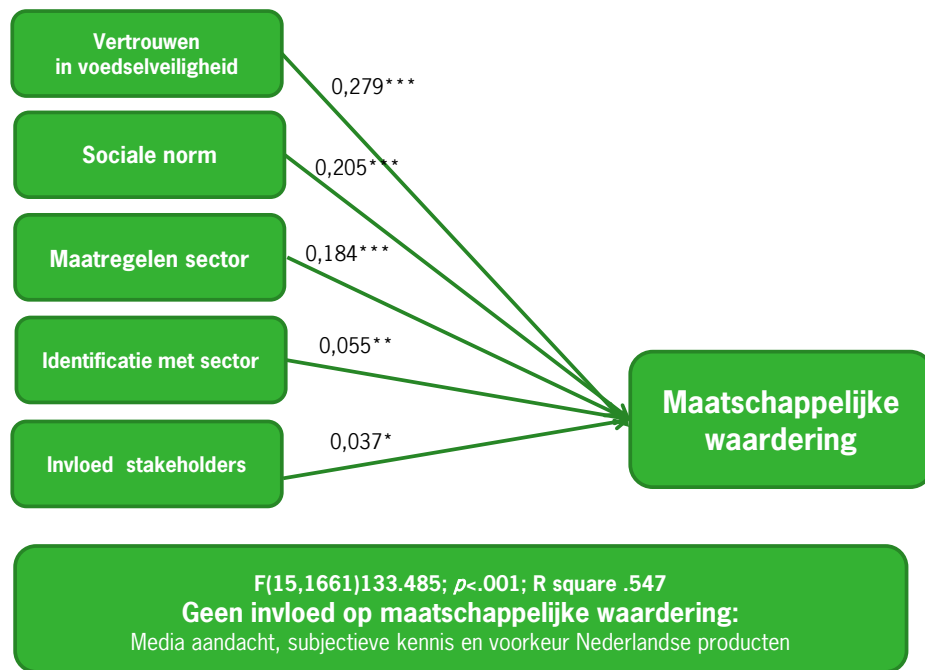 Vertrouwen
in voedselveiligheid
0,279***
Sociale norm
0,205***
Maatregelen sector
0,184***
Identificatie met sector
0,055**
Invloed stakeholders
0,037*
Maatschappelijke
waardering
F(15,1661)133.485; p<.001; R square .547
Geen invloed op maatschappelijke waardering:
Media aandacht, subjectieve kennis en voorkeur Nederlandse producten